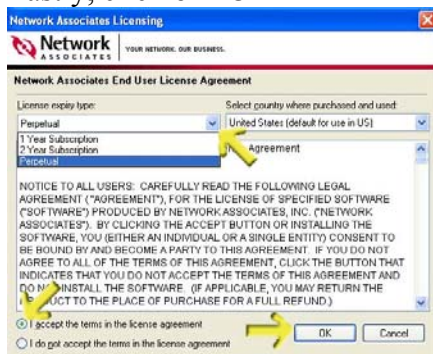 Network Associates Licensing
Network
ASSOCIATES
YOUR NETWORK. OUR BUSINESS.
Network Associates End User License Agreement
License expiry type:
Select country where purchased and used:
Perpetual
United States (default for use in US)
1 Year Subscription
2 Year Subscription
Perpetual
Agreement
NOTICE TO ALL USERS: CAREFULLY READ THE FOLLOWING LEGAL
AGREEMENT ("AGREEMENT"), FOR THE LICENSE OF SPECIFIED SOFTWARE
("SOFTWARE") PRODUCED BY NETWORK ASSOCIATES, INC. ("NETWORK
ASSOCIATES"). BY CLICKING THE ACCEPT BUTTON OR INSTALLING THE
SOFTWARE, YOU (EITHER AN INDIVIDUAL OR A SINGLE ENTITY) CONSENT TO
BE BOUND BY AND BECOME A PARTY TO THIS AGREEMENT. IF YOU DO NOT
AGREE TO ALL OF THE TERMS OF THIS AGREEMENT, CLICK THE BUTTON THAT
INDICATES THAT YOU DO NOT ACCEPT THE TERMS OF THIS AGREEMENT AND
DO NOT INSTALL THE SOFTWARE. (IF APPLICABLE, YOU MAY RETURN THE
TO THE PLACE OF PURCHASE FOR A FULL REFUND.)
I accept the terms in the license agreement
I do not accept the terms in the license agreement
OK
Cancel